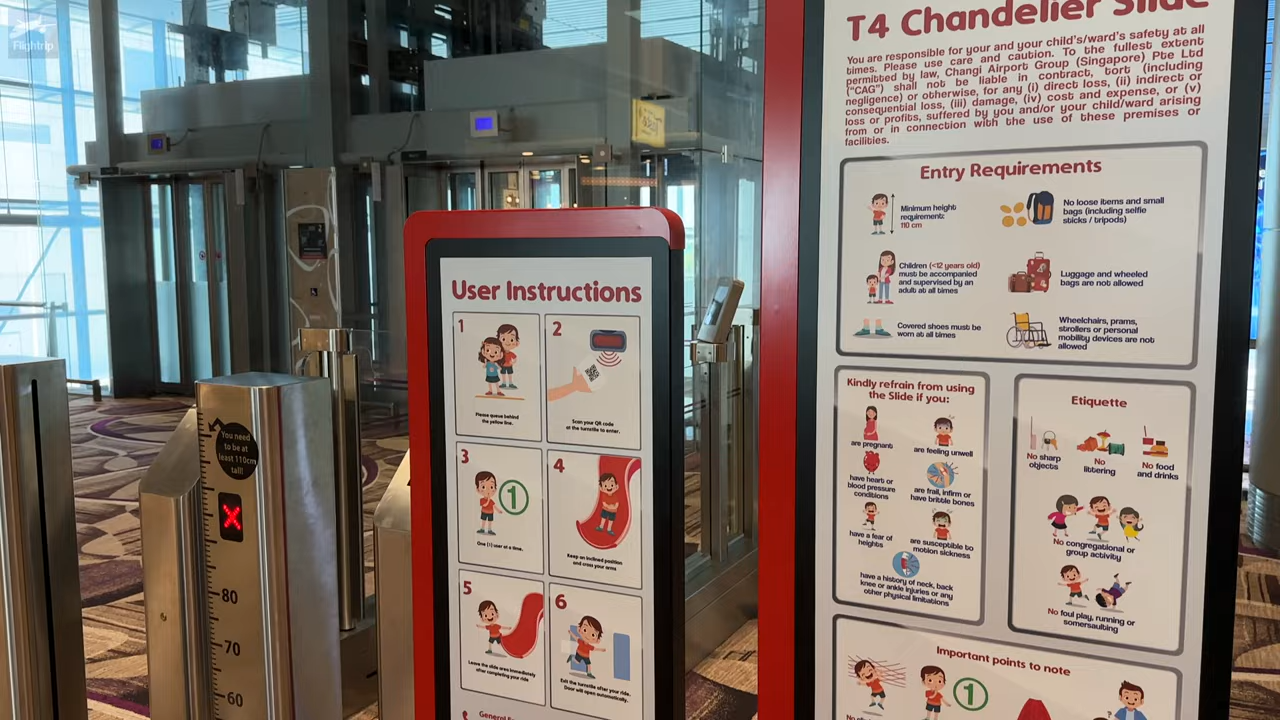 Flightrip
You need
to be at
least 110cm
tall!
80
70
60
User Instructions
1
Please queue behind
the yellow line.
2
Scan your QR code
at the turnstile to enter.
3
1
One (1) user at a time.
4
Keep an inclined position
and cross your arms
5
Leave the slide area immediately
after completing your ride
6
Exit the turnstile after your ride.
Door will open automatically.
General
T4 Chandelier Slide
You are responsible for your and your child's/ward's safety at all
times. Please use care and caution. To the fullest extent
permitted by law, Changi Airport Group (Singapore) Pte Ltd
("CAG") shall not be liable in contract, tort (including
negligence) or otherwise, for any (i) direct loss, (ii) indirect or
consequential loss, (iii) damage, (iv) cost and expense, or (v)
loss or profits, suffered by you and/or your child/ward arising
from or in connection with the use of these premises or
facilities.
Entry Requirements
Minimum height
requirement:
110 cm
No loose items and small
bags (including selfie
sticks / tripods)
Children (<12 years old)
must be accompanied
and supervised by an
adult at all times
Luggage and wheeled
bags are not allowed
Covered shoes must be
worn at all times
Wheelchairs, prams,
strollers or personal
mobility devices are not
allowed
Kindly refrain from using
the Slide if you:
are pregnant
are feeling unwell
have heart or
blood pressure
conditions
are frail, infirm or
have brittle bones
have a fear of
heights
are susceptible to
motion sickness
have a history of neck, back
knee or ankle injuries or any
other physical limitations
Etiquette
No sharp
objects
No
littering
No food
and drinks
No congregational or
group activity
No foul play, running or
somersaulting
Important points to note
1